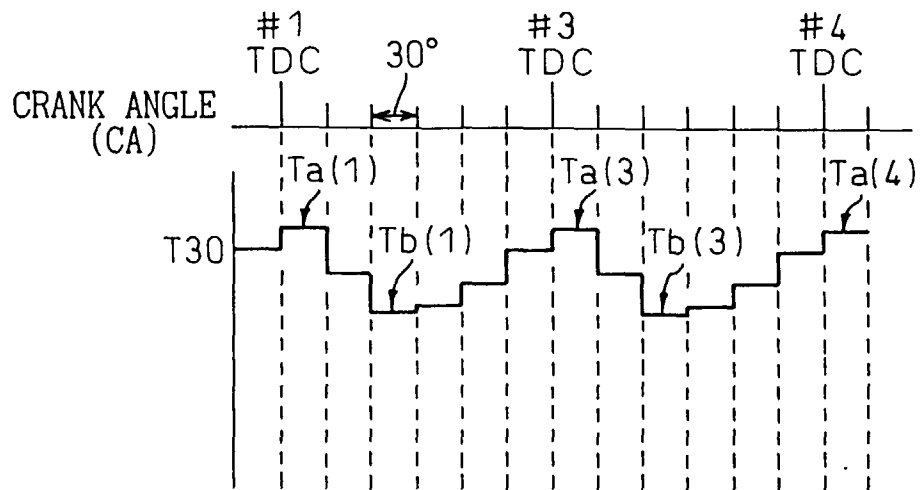 #1
TDC
30°
#3
TDC
#4
TDC
CRANK ANGLE
(CA)
Ta(1)
Ta(3)
Ta(4)
T30
Tb(1)
Tb(3)